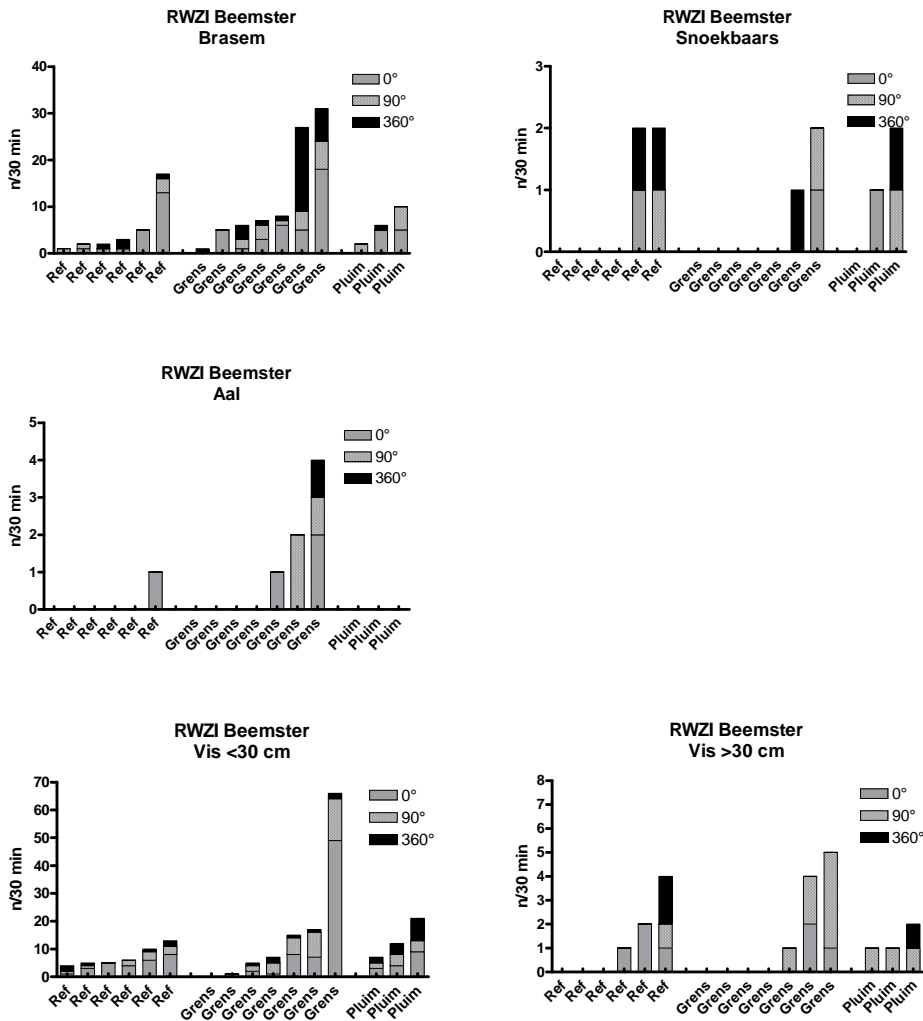 RWZI Beemster
Brasem
n/30 min
40
30
20
10
0
0°
90°
360°
Ref Ref Ref Ref Ref Ref Grens Grens Grens Grens Grens Grens Grens Pluim Pluim Pluim
RWZI Beemster
Snoekbaars
n/30 min
3
2
1
0
0°
90°
360°
Ref Ref Ref Ref Ref Ref Grens Grens Grens Grens Grens Grens Grens Pluim Pluim Pluim
RWZI Beemster
Aal
n/30 min
5
4
3
2
1
0
0°
90°
360°
Ref Ref Ref Ref Ref Ref Grens Grens Grens Grens Grens Grens Grens Pluim Pluim Pluim
RWZI Beemster
Vis <30 cm
n/30 min
70
60
50
40
30
20
10
0
0°
90°
360°
Ref Ref Ref Ref Ref Ref Grens Grens Grens Grens Grens Grens Grens Pluim Pluim Pluim
RWZI Beemster
Vis >30 cm
n/30 min
8
7
6
5
4
3
2
1
0
0°
90°
360°
Ref Ref Ref Ref Ref Ref Grens Grens Grens Grens Grens Grens Grens Pluim Pluim Pluim